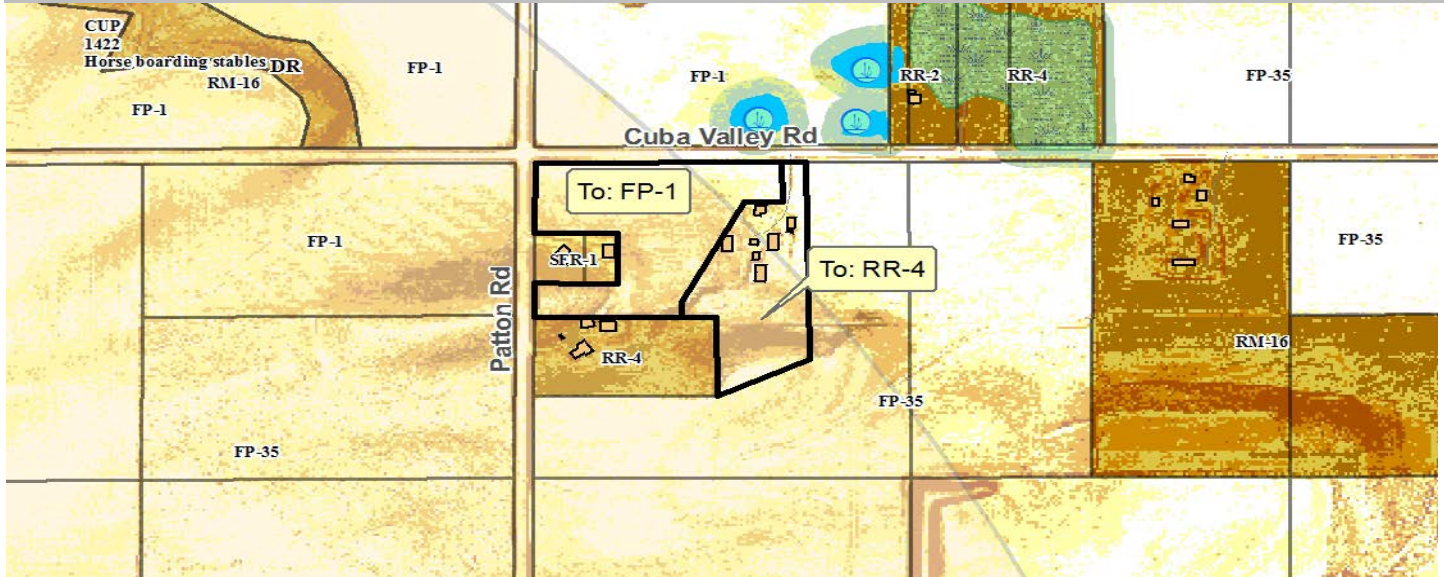 CUP
1422
Horse boarding stables
DR
RM-16
FP-1
FP-1
FP-1
RR-2
RR-4
FP-35
Cuba Valley Rd
To: FP-1
FP-1
SFR-1
To: RR-4
FP-35
Patton Rd
RR-4
RM-16
FP-35
FP-35